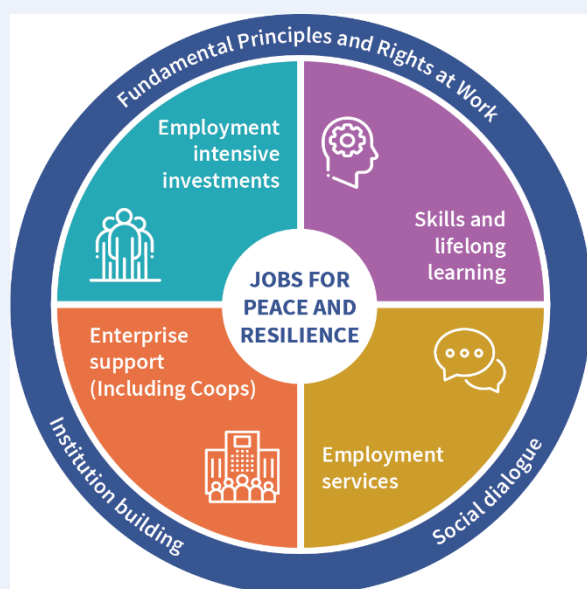 Fundamental Principles and Rights at Work
Employment
intensive
investments
Skills and
lifelong
learning
JOBS FOR
PEACE AND
RESILIENCE
Enterprise
support
(Including Coops)
Employment
services
Institution building
Social dialogue